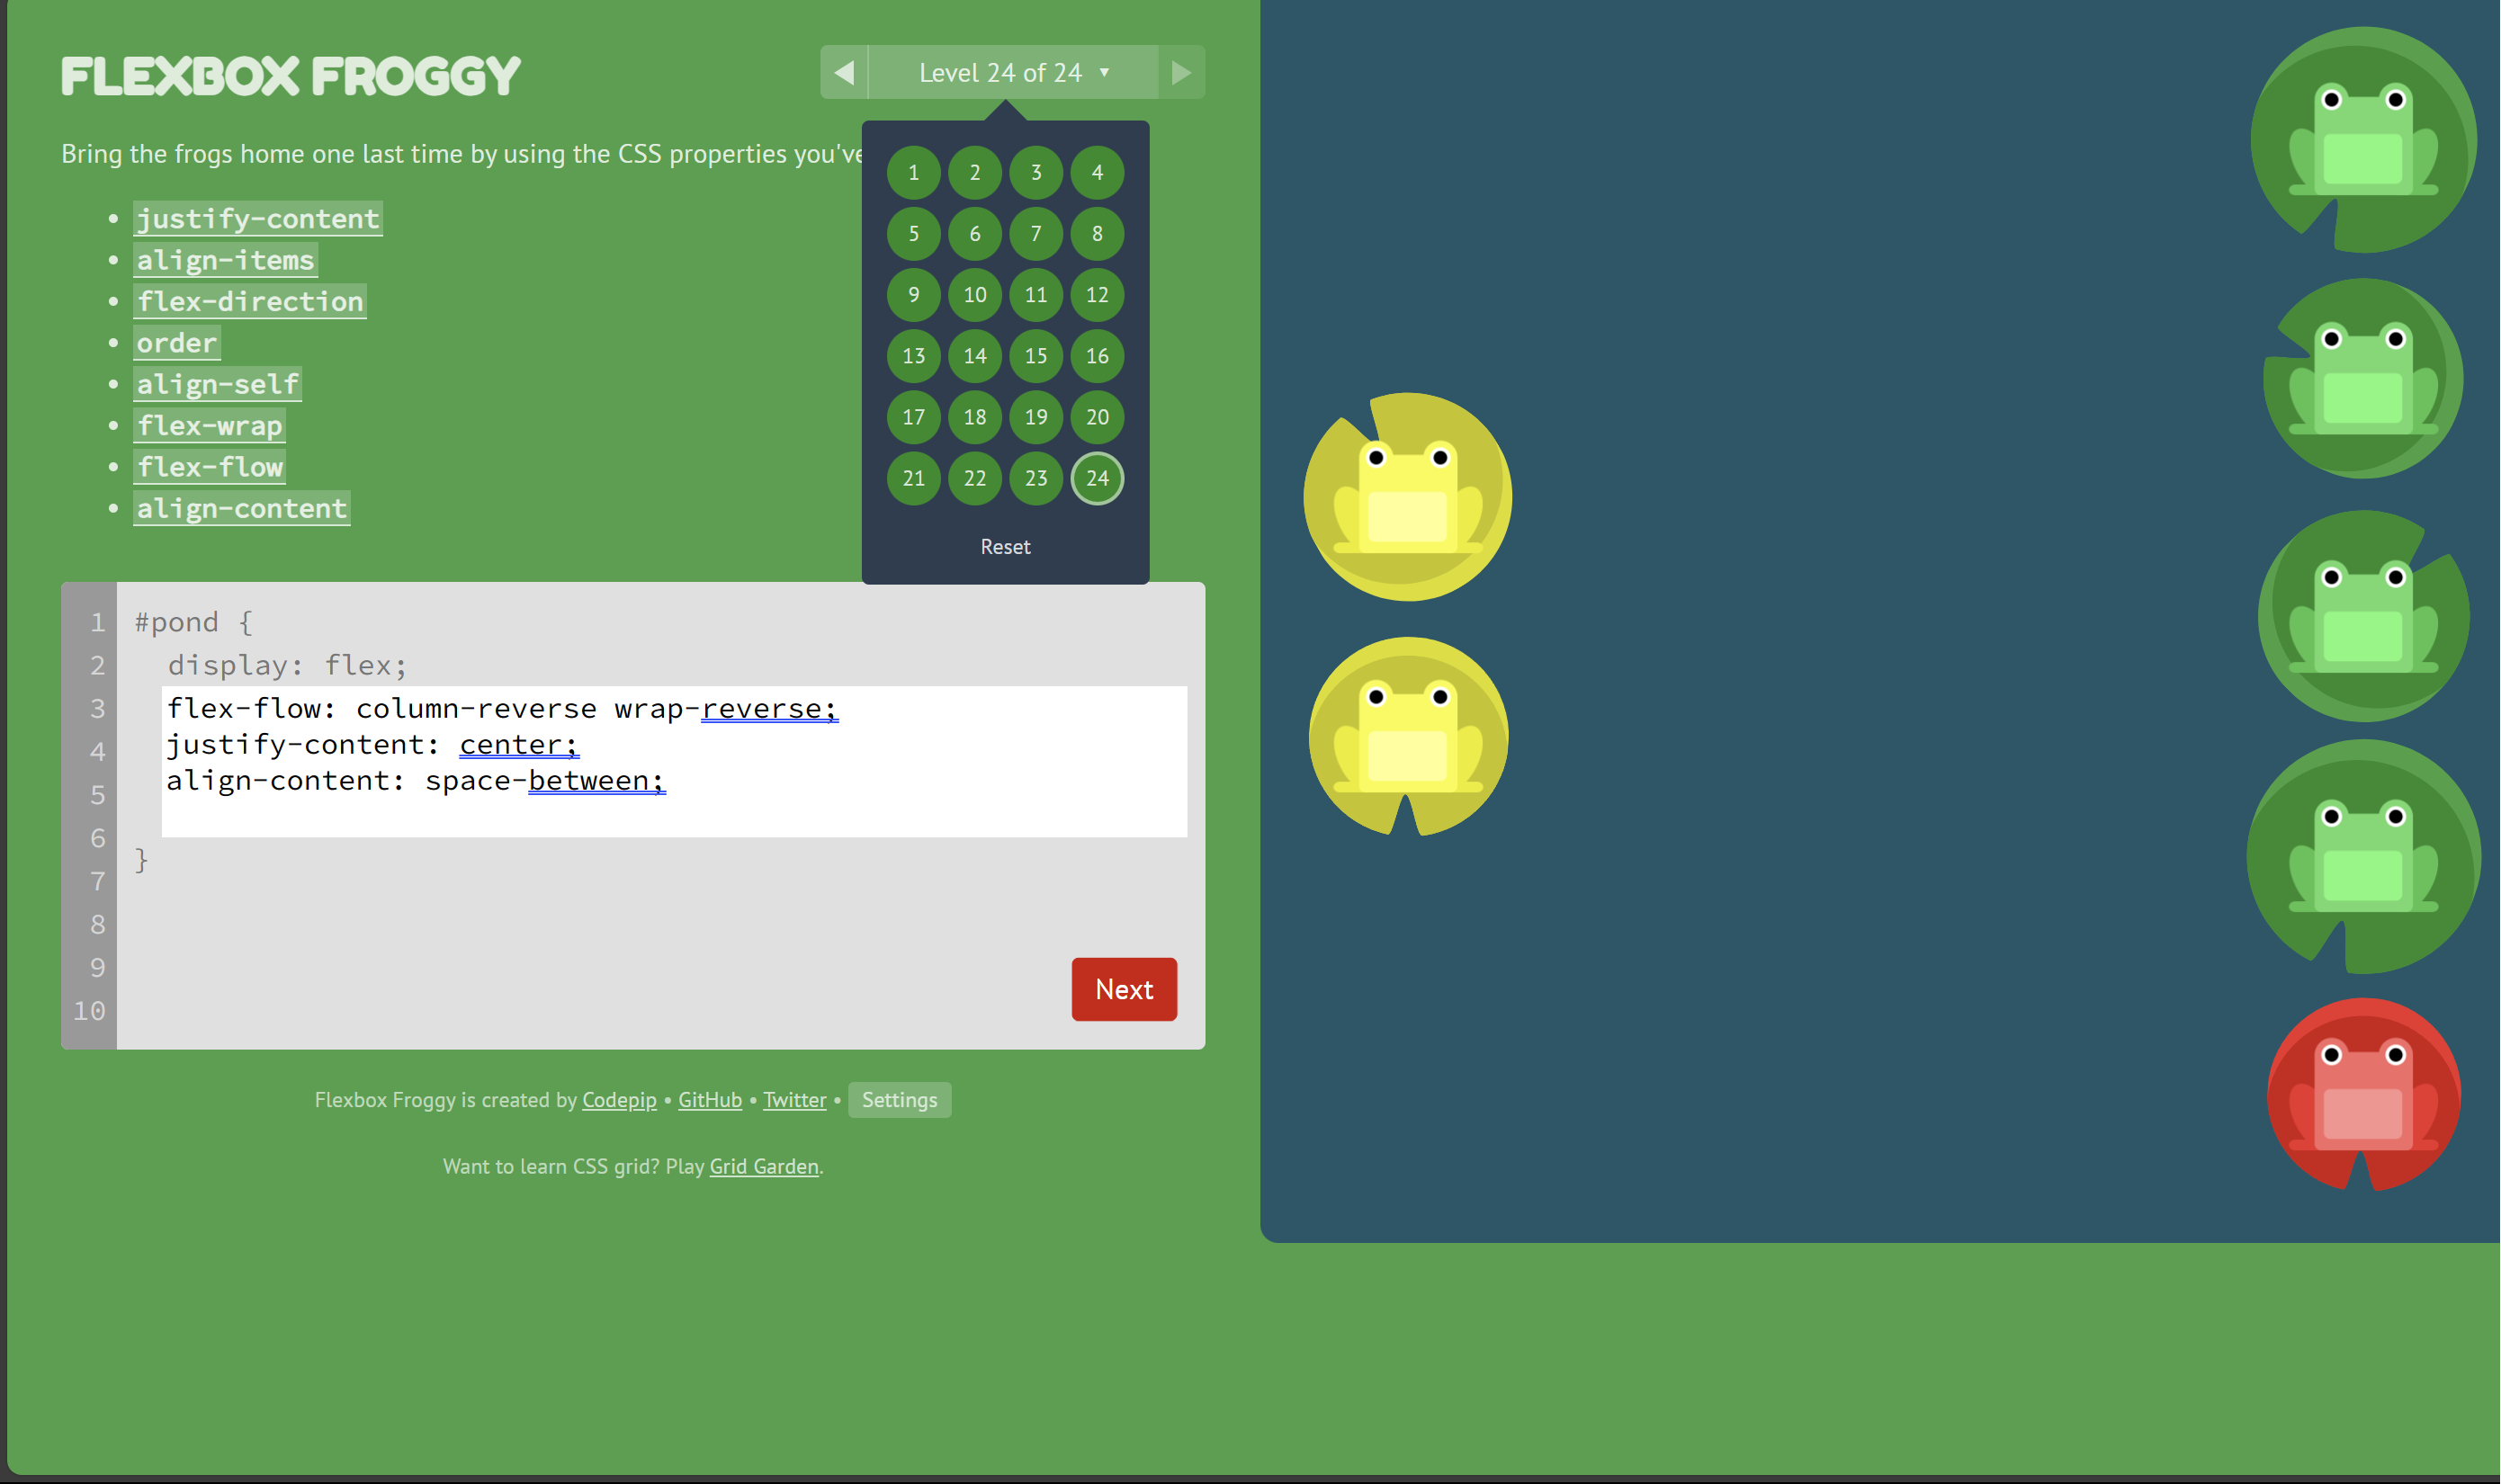 FLEXBOX FROGGY
◀ Level 24 of 24 ▼ ▶
Bring the frogs home one last time by using the CSS properties you've
• justify-content
• align-items
• flex-direction
• order
• align-self
• flex-wrap
• flex-flow
• align-content
1 2 3 4
5 6 7 8
9 10 11 12
13 14 15 16
17 18 19 20
21 22 23 24
Reset
1 #pond {
2 display: flex;
3 flex-flow: column-reverse wrap-reverse;
4 justify-content: center;
5 align-content: space-between;
6 }
7
8
9
10
Next
Flexbox Froggy is created by Codepip • GitHub • Twitter • Settings
Want to learn CSS grid? Play Grid Garden.